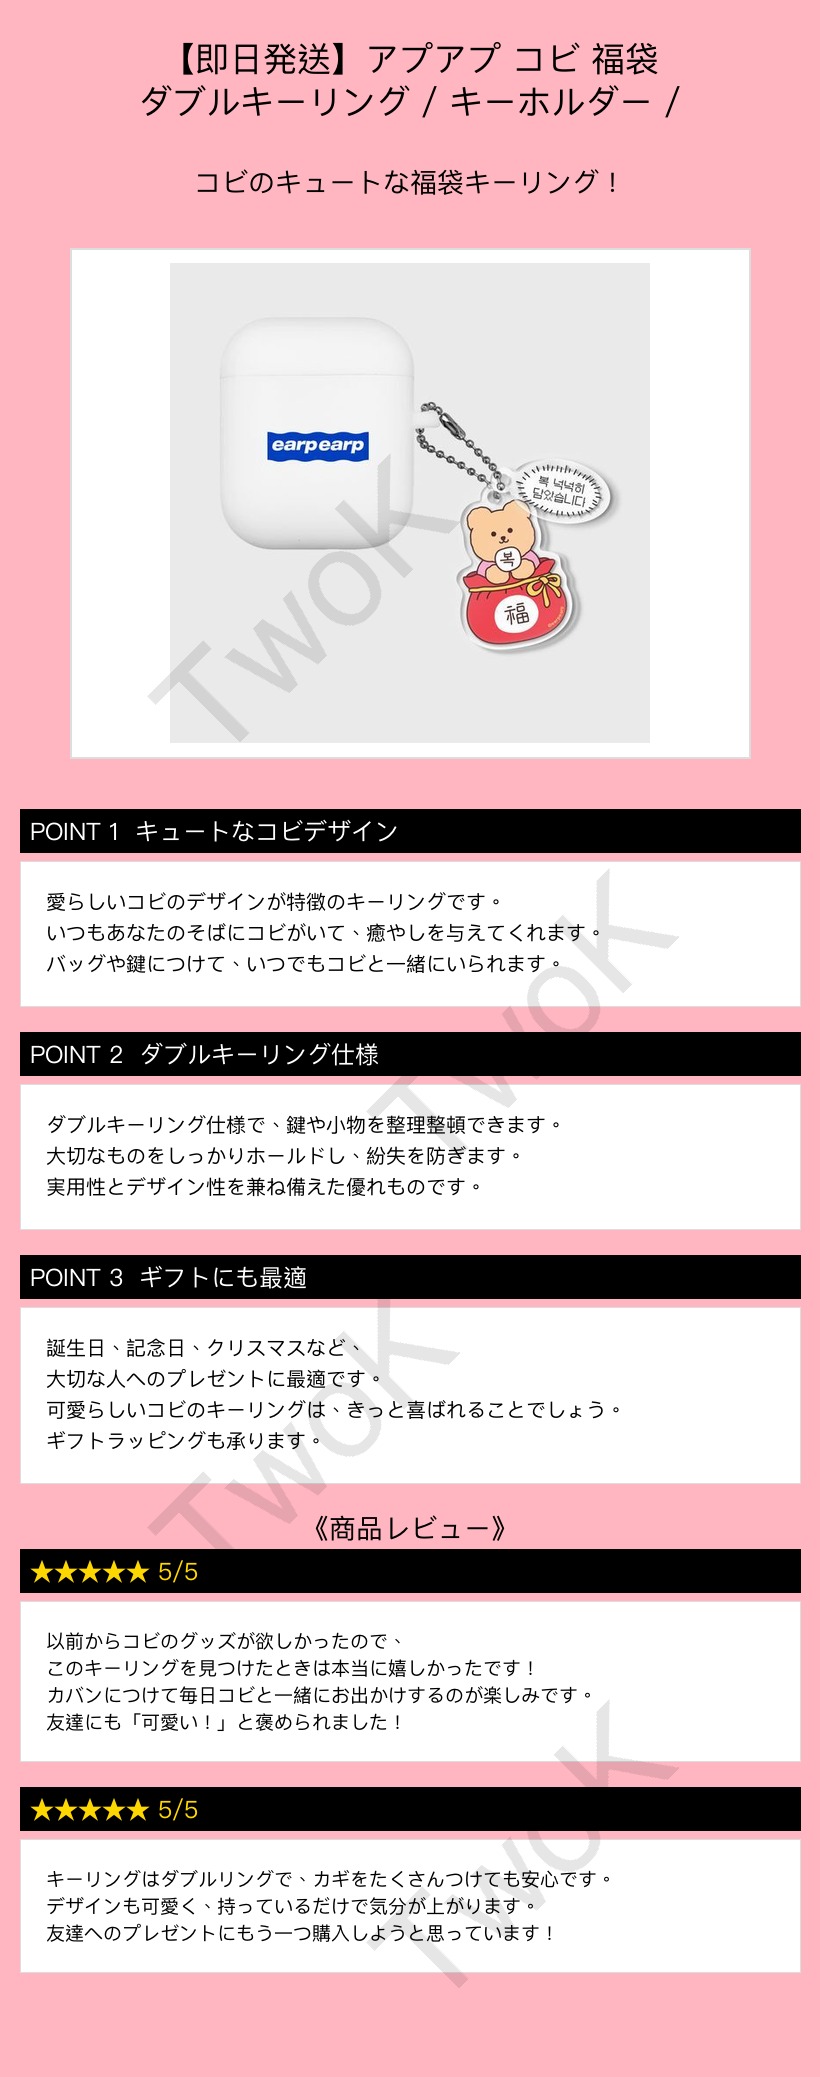 【即日発送】アプアプ コビ 福袋
ダブルキーリング / キーホルダー /
コビのキュートな福袋キーリング！
earpearp
복 넉넉히
담았습니다
복
福
TwoK
POINT 1 キュートなコビデザイン
愛らしいコビのデザインが特徴のキーリングです。
いつもあなたのそばにコビがいて、癒やしを与えてくれます。
バッグや鍵につけて、いつでもコビと一緒にいられます。
TwoK
POINT 2 ダブルキーリング仕様
ダブルキーリング仕様で、鍵や小物を整理整頓できます。
大切なものをしっかりホールドし、紛失を防ぎます。
実用性とデザイン性を兼ね備えた優れものです。
POINT 3 ギフトにも最適
誕生日、記念日、クリスマスなど、
大切な人へのプレゼントに最適です。
可愛らしいコビのキーリングは、きっと喜ばれることでしょう。
ギフトラッピングも承ります。
TwoK
《商品レビュー》
★★★★★ 5/5
以前からコビのグッズが欲しかったので、
このキーリングを見つけたときは本当に嬉しかったです！
カバンにつけて毎日コビと一緒にお出かけするのが楽しみです。
友達にも「可愛い！」と褒められました！
★★★★★ 5/5
キーリングはダブルリングで、カギをたくさんつけても安心です。
デザインも可愛く、持っているだけで気分が上がります。
友達へのプレゼントにもう一つ購入しようと思っています！
TwoK